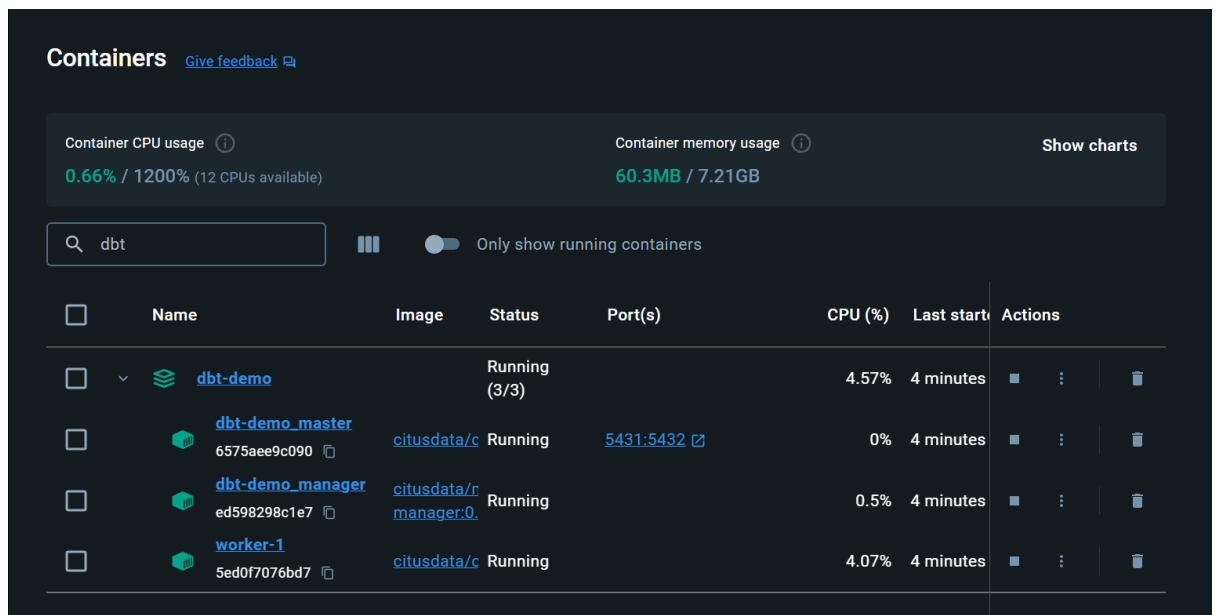 Containers Give feedback
Container CPU usage
Container memory usage
Show charts
0.66% / 1200% (12 CPUs available)
60.3MB / 7.21GB
dbt
Only show running containers
Name Image Status Port(s) CPU (%) Last starte Actions
dbt-demo Running (3/3) 4.57% 4 minutes
dbt-demo_master
6575aee9c090
citusdata/c Running 5431:5432 0% 4 minutes
dbt-demo_manager
ed598298c1e7
citusdata/m
manager:0. Running 0.5% 4 minutes
worker-1
5ed0f7076bd7
citusdata/c Running 4.07% 4 minutes